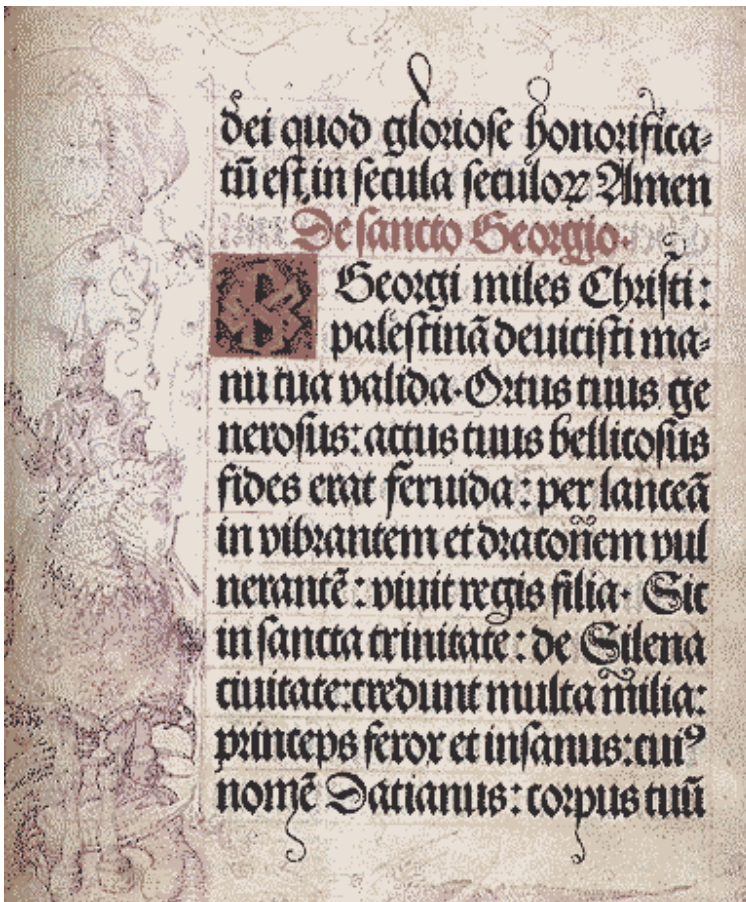 dei quod gloriose honorifica⸗
tū est, in secula seculoꝝ Amen
De sancto Georgio.
Georgi miles Christi:
palestinā deuicisti ma⸗
nu tua valida. Ortus tuus ge
nerosus: actus tuus bellicosus
fides erat feruida: per lanceā
in vibrantem et draconem vul
nerantē: viuit regis filia. Sic
in sancta trinitate: de Silena
ciuitate: credunt multa milia:
princeps ferox et insanus: cuiꝰ
nomē Datianus: corpus tuū